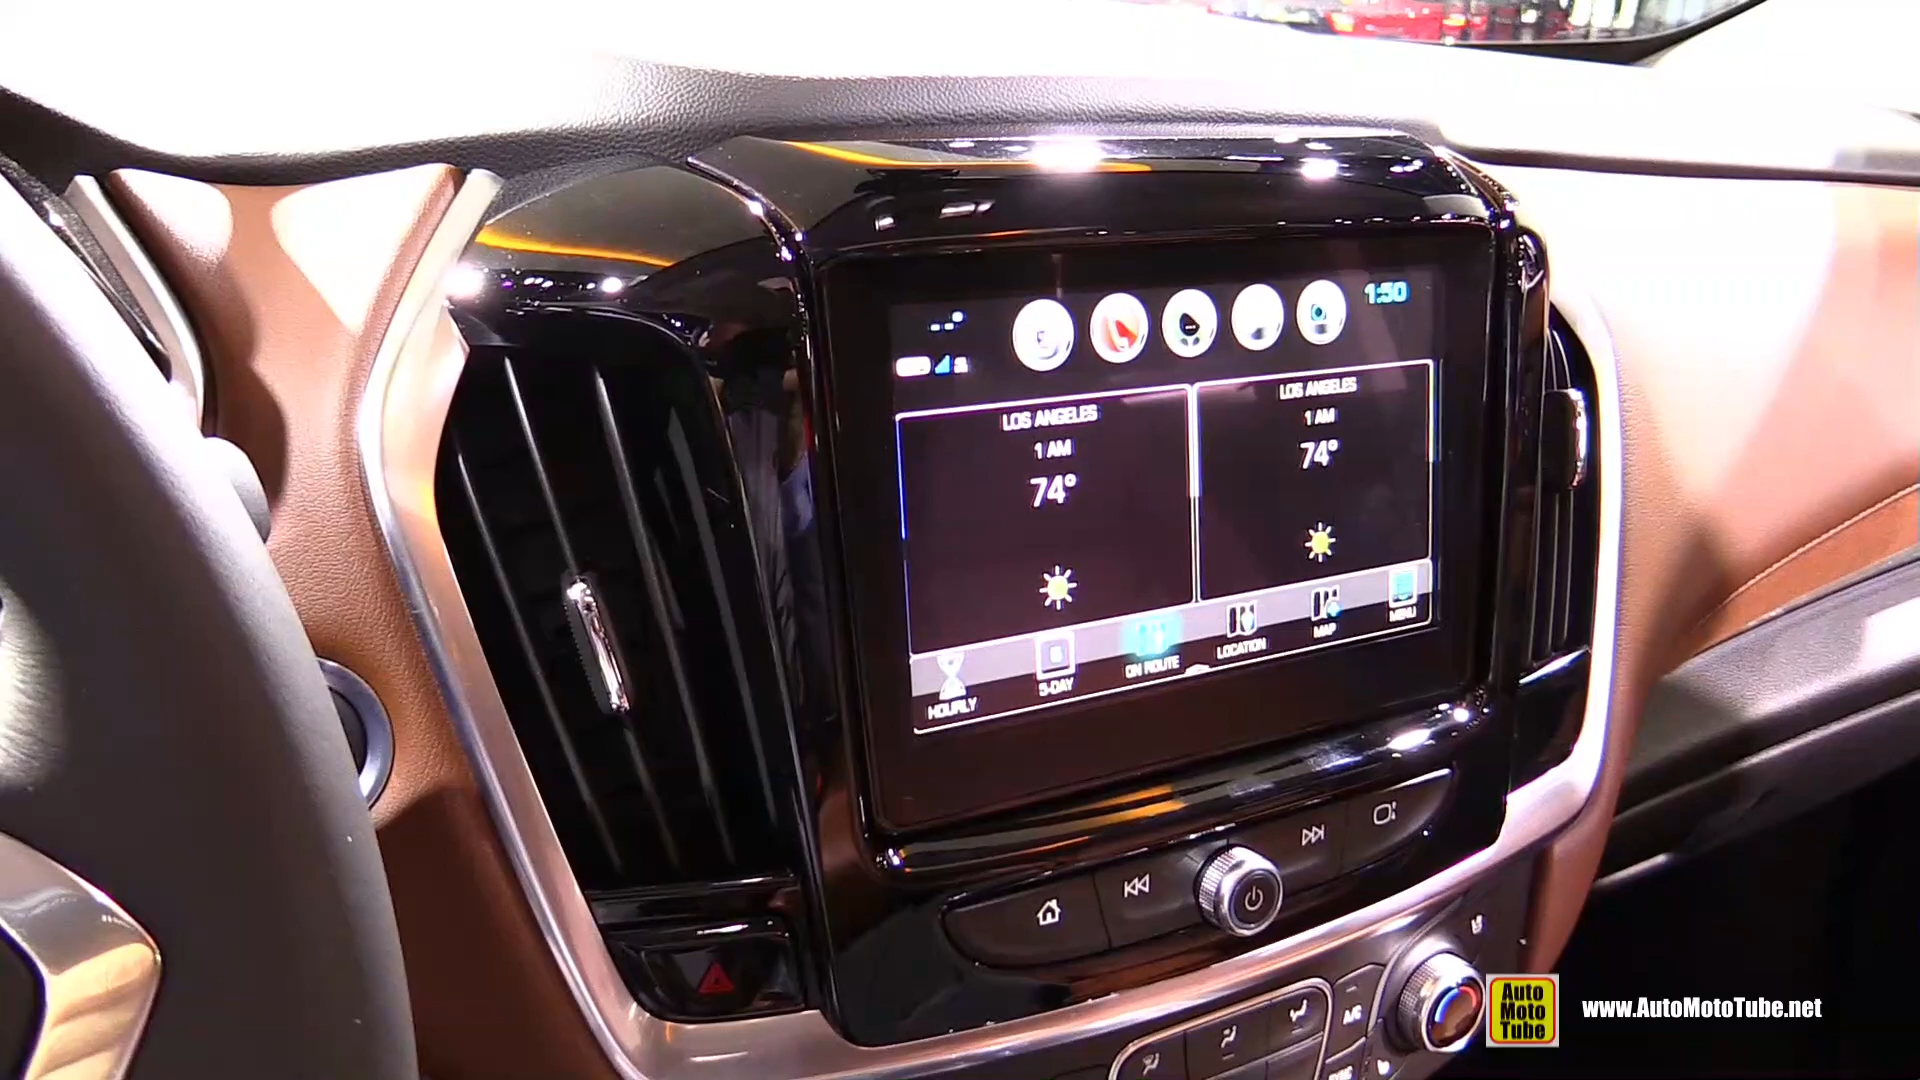 1:50
LOS ANGELES
1 AM
74°
LOS ANGELES
1 AM
74°
HOURLY
5-DAY
ON ROUTE
LOCATION
MAP
MENU
A/C
SYNC
Auto
Moto
Tube
www.AutoMotoTube.net